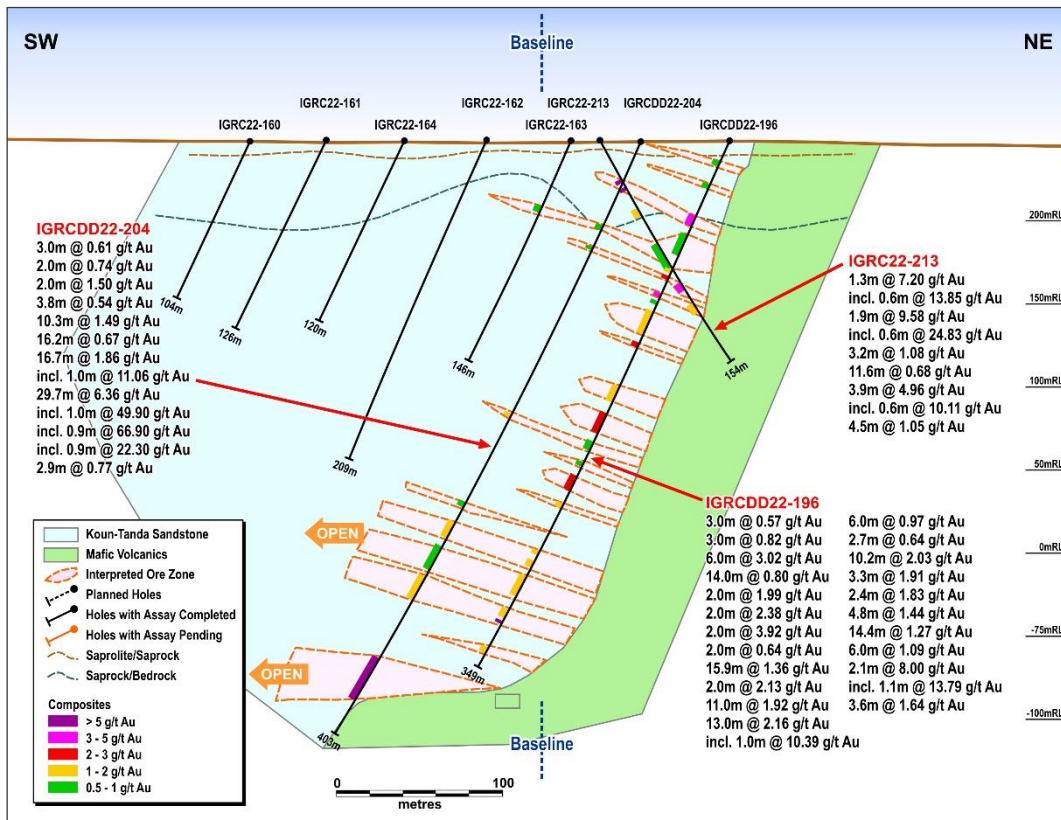 SW
Baseline
NE
IGRC22-161
IGRC22-162
IGRC22-213
IGRCDD22-204
IGRC22-160
IGRC22-164
IGRC22-163
IGRCDD22-196
200mRL
150mRL
100mRL
50mRL
0mRL
-75mRL
-100mRL
104m
126m
120m
209m
146m
154m
349m
403m
IGRCDD22-204
3.0m @ 0.61 g/t Au
2.0m @ 0.74 g/t Au
2.0m @ 1.50 g/t Au
3.8m @ 0.54 g/t Au
10.3m @ 1.49 g/t Au
16.2m @ 0.67 g/t Au
16.7m @ 1.86 g/t Au
incl. 1.0m @ 11.06 g/t Au
29.7m @ 6.36 g/t Au
incl. 1.0m @ 49.90 g/t Au
incl. 0.9m @ 66.90 g/t Au
incl. 0.9m @ 22.30 g/t Au
2.9m @ 0.77 g/t Au
IGRC22-213
1.3m @ 7.20 g/t Au
incl. 0.6m @ 13.85 g/t Au
1.9m @ 9.58 g/t Au
incl. 0.6m @ 24.83 g/t Au
3.2m @ 1.08 g/t Au
11.6m @ 0.68 g/t Au
3.9m @ 4.96 g/t Au
incl. 0.6m @ 10.11 g/t Au
4.5m @ 1.05 g/t Au
IGRCDD22-196
3.0m @ 0.57 g/t Au
3.0m @ 0.82 g/t Au
6.0m @ 3.02 g/t Au
14.0m @ 0.80 g/t Au
2.0m @ 1.99 g/t Au
2.0m @ 2.38 g/t Au
2.0m @ 3.92 g/t Au
2.0m @ 0.64 g/t Au
15.9m @ 1.36 g/t Au
2.0m @ 2.13 g/t Au
11.0m @ 1.92 g/t Au
13.0m @ 2.16 g/t Au
incl. 1.0m @ 10.39 g/t Au
6.0m @ 0.97 g/t Au
2.7m @ 0.64 g/t Au
10.2m @ 2.03 g/t Au
3.3m @ 1.91 g/t Au
2.4m @ 1.83 g/t Au
4.8m @ 1.44 g/t Au
14.4m @ 1.27 g/t Au
6.0m @ 1.09 g/t Au
2.1m @ 8.00 g/t Au
incl. 1.1m @ 13.79 g/t Au
3.6m @ 1.64 g/t Au
OPEN
OPEN
Koun-Tanda Sandstone
Mafic Volcanics
Interpreted Ore Zone
Planned Holes
Holes with Assay Completed
Holes with Assay Pending
Saprolite/Saprock
Saprock/Bedrock
Composites
> 5 g/t Au
3 - 5 g/t Au
2 - 3 g/t Au
1 - 2 g/t Au
0.5 - 1 g/t Au
Baseline
0 100
metres